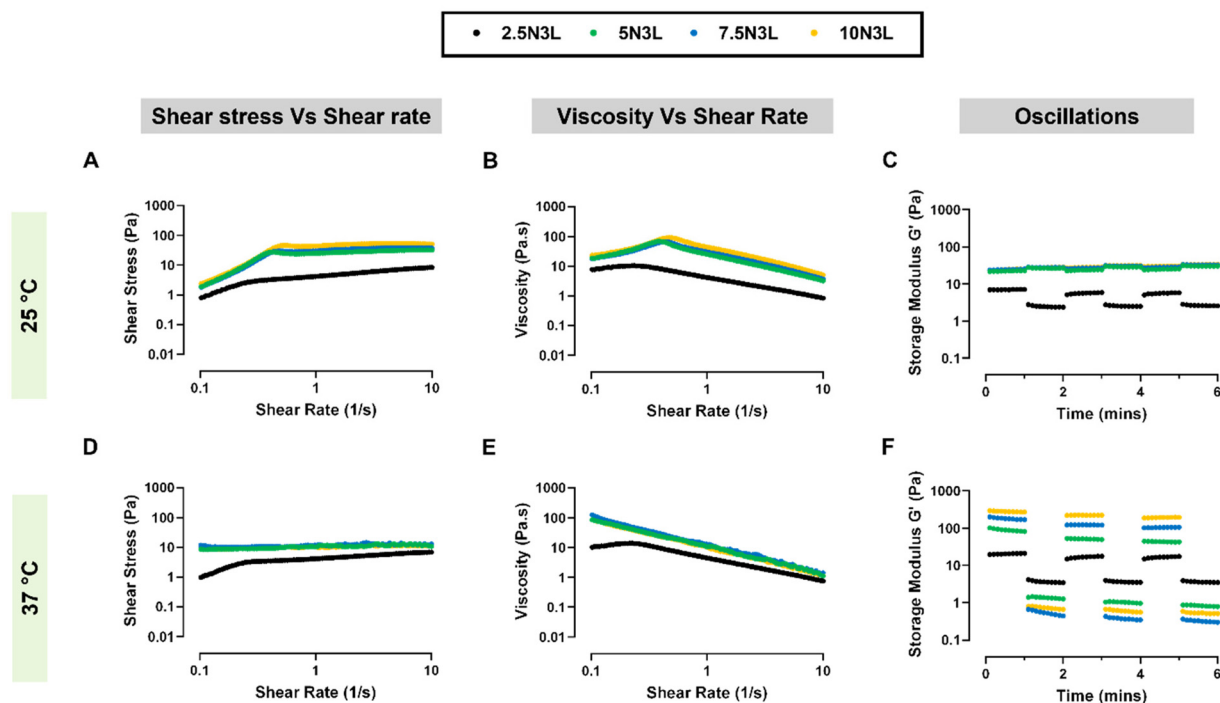 2.5N3L 5N3L 7.5N3L 10N3L
Shear stress Vs Shear rate Viscosity Vs Shear Rate Oscillations
25 °C
A
Shear Stress (Pa)
1000
100
10
1
0.1
0.01
0.1 1 10
Shear Rate (1/s)
B
Viscosity (Pa.s)
1000
100
10
1
0.1
0.01
0.1 1 10
Shear Rate (1/s)
C
Storage Modulus G' (Pa)
1000
100
10
1
0.1
0 2 4 6
Time (mins)
37 °C
D
Shear Stress (Pa)
1000
100
10
1
0.1
0.01
0.1 1 10
Shear Rate (1/s)
E
Viscosity (Pa.s)
1000
100
10
1
0.1
0.01
0.1 1 10
Shear Rate (1/s)
F
Storage Modulus G' (Pa)
1000
100
10
1
0.1
0 2 4 6
Time (mins)